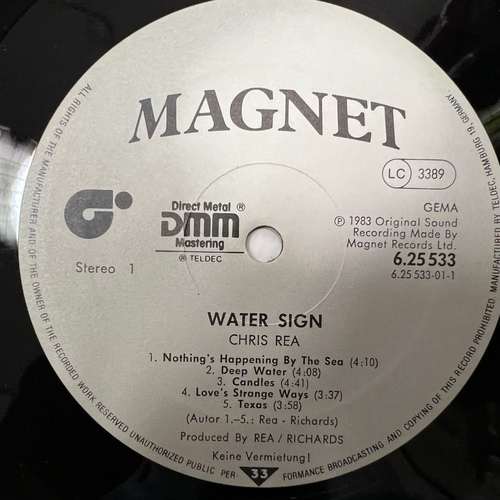 MAGNET
LC 3389
GEMA
Ⓟ 1983 Original Sound
Recording Made By
Magnet Records Ltd.
6.25 533
6.25 533-01-1
Direct Metal ®
DMM
Mastering
® TELDEC
Stereo 1
WATER SIGN
CHRIS REA
1. Nothing's Happening By The Sea (4:10)
2. Deep Water (4:08)
3. Candles (4:41)
4. Love's Strange Ways (3:37)
5. Texas (3:58)
(Autor 1.–5.: Rea - Richards)
Produced By REA / RICHARDS
Keine Vermietung!
33
ALL RIGHTS OF THE MANUFACTURER AND OF THE OWNER OF THE RECORDED WORK RESERVED UNAUTHORIZED PUBLIC PERFORMANCE BROADCASTING AND COPYING OF THIS RECORD PROHIBITED MANUFACTURED BY TELDEC, HAMBURG 19, GERMANY